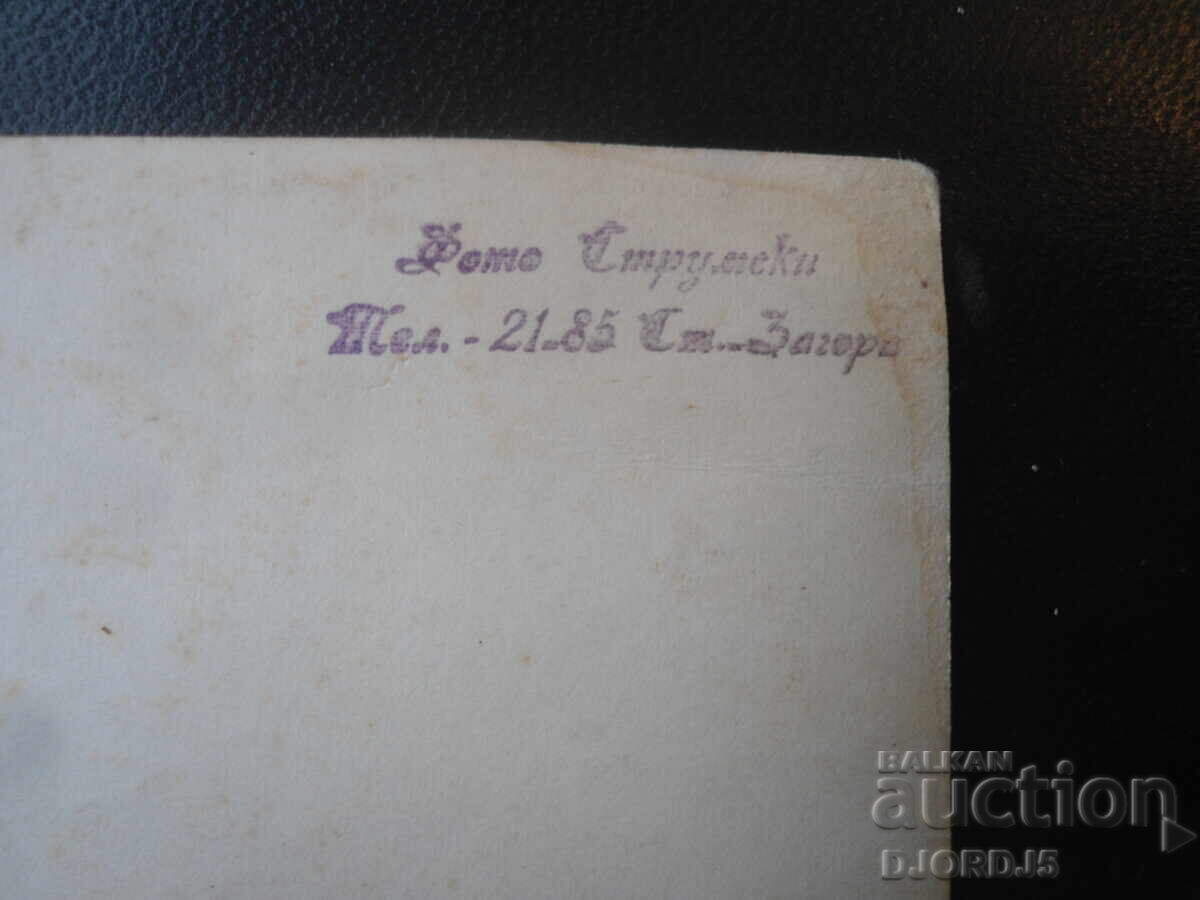 Фото Струмски
Тел. - 21-85 Ст.-Загора
BALKAN
auction
DJORDJ5